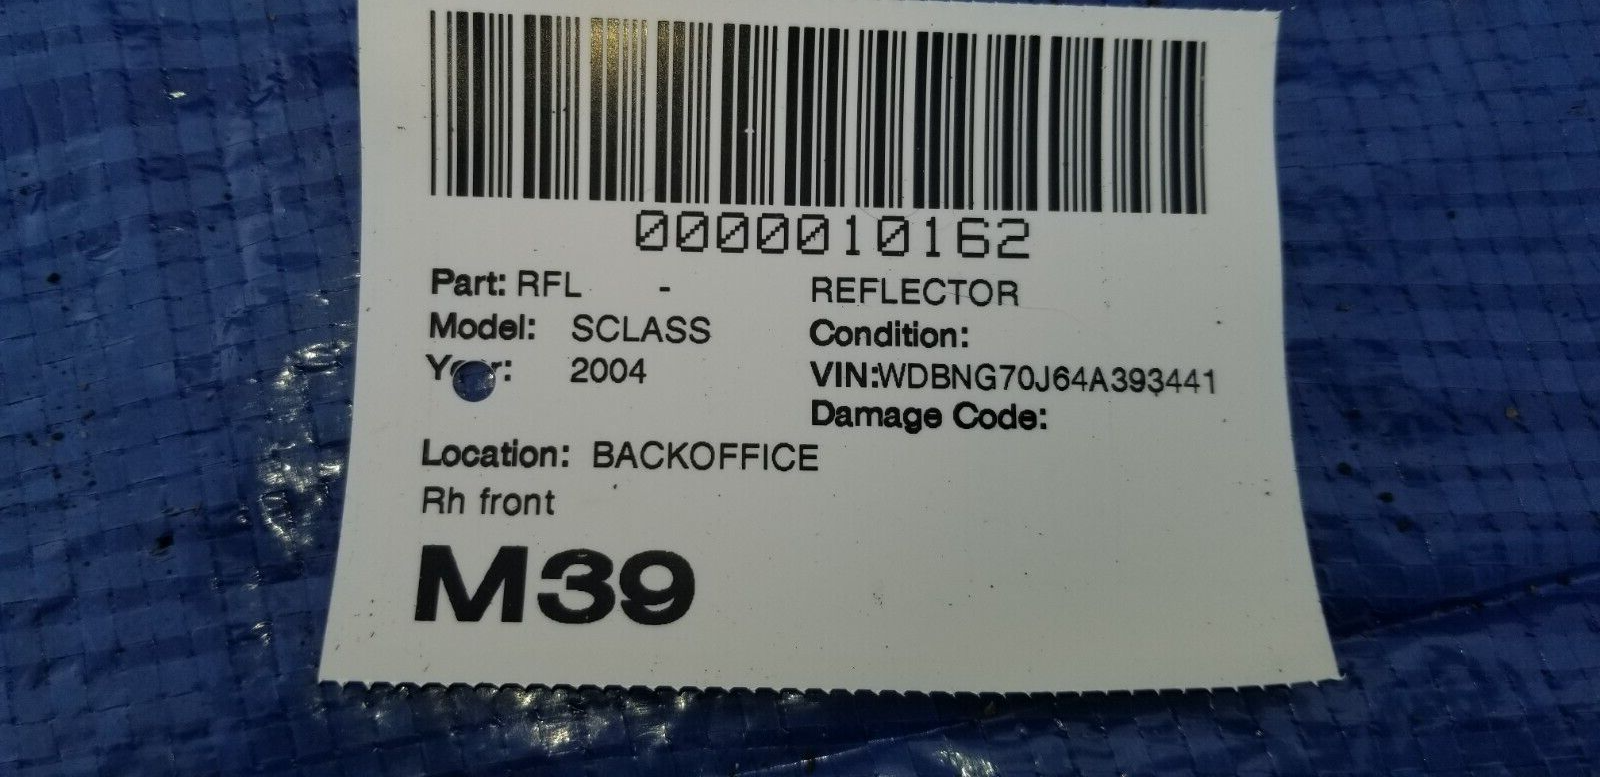 0000010162
Part: RFL - REFLECTOR
Model: SCLASS Condition:
2004 VIN:WDBNG70J64A393441
Damage Code:
Location: BACKOFFICE
Rh front
M39